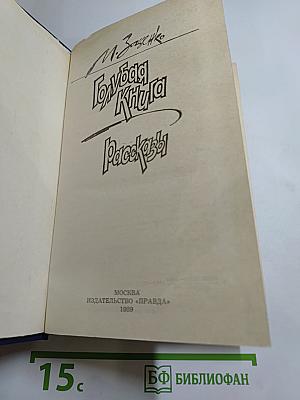 М. Зощенко
Голубая
Книга
Рассказы
МОСКВА
ИЗДАТЕЛЬСТВО «ПРАВДА»
1989
15с
БФ БИБЛИОФАН